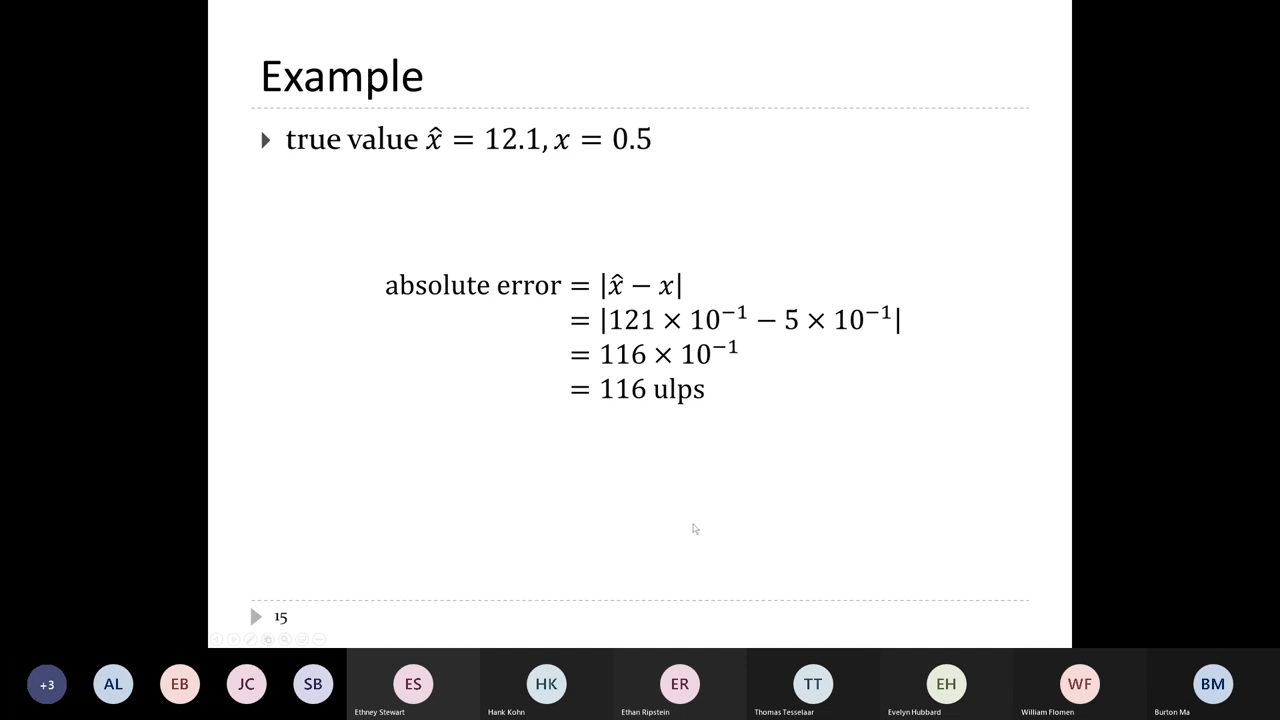 Example
true value x̂ = 12.1, x = 0.5
absolute error = |x̂ − x|
= |121 × 10⁻¹ − 5 × 10⁻¹|
= 116 × 10⁻¹
= 116 ulps
15
+3 AL EB JC SB ES HK ER TT EH WF BM
Ethney Stewart Hank Kohn Ethan Ripstein Thomas Tesselaar Evelyn Hubbard William Flomen Burton Ma